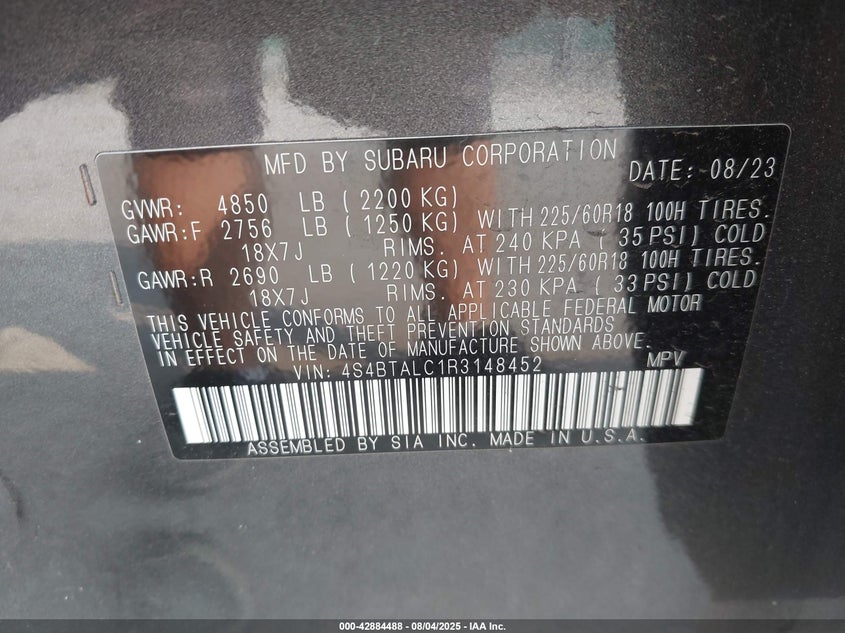 MFD BY SUBARU CORPORATION DATE: 08/23
GVWR: 4850 LB (2200 KG)
GAWR:F 2756 LB (1250 KG) WITH 225/60R18 100H TIRES.
18X7J RIMS. AT 240 KPA (35PSI) COLD
GAWR:R 2690 LB (1220 KG) WITH 225/60R18 100H TIRES.
18X7J RIMS. AT 230 KPA (33PSI) COLD
THIS VEHICLE CONFORMS TO ALL APPLICABLE FEDERAL MOTOR
VEHICLE SAFETY AND THEFT PREVENTION STANDARDS
IN EFFECT ON THE DATE OF MANUFACTURE SHOWN ABOVE.
VIN: 4S4BTALC1R3148452 MPV
ASSEMBLED BY SIA INC. MADE IN U.S.A.
000-42884488 - 08/04/2025 - IAA Inc.